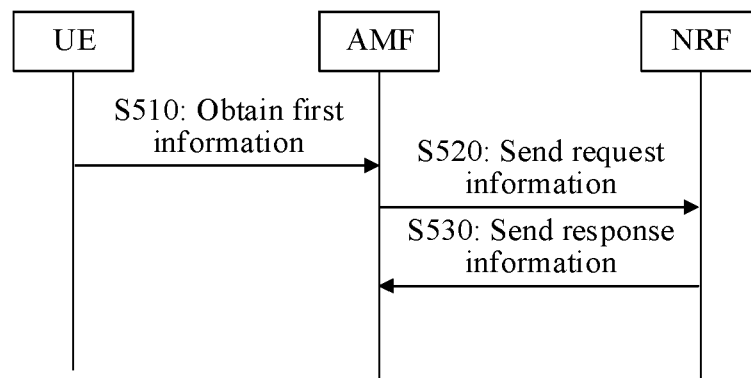 UE
AMF
NRF
S510: Obtain first
information
S520: Send request
information
S530: Send response
information